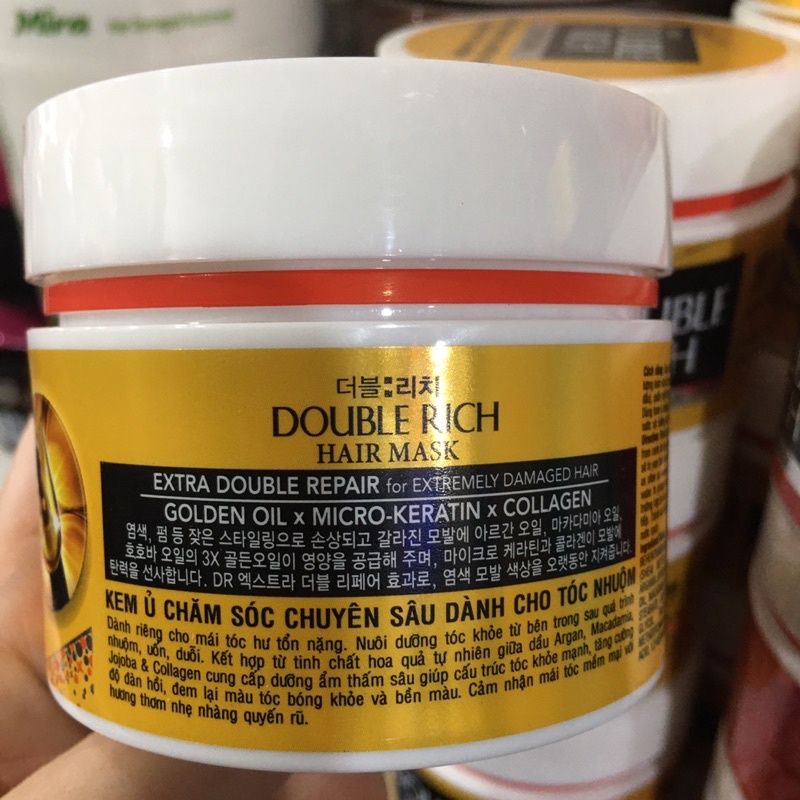 Mira
더블:리치
DOUBLE RICH
HAIR MASK
EXTRA DOUBLE REPAIR for EXTREMELY DAMAGED HAIR
GOLDEN OIL x MICRO-KERATIN x COLLAGEN
염색, 펌 등 잦은 스타일링으로 손상되고 갈라진 모발에 아르간 오일, 마카다미아 오일,
호호바 오일의 3X 골든오일이 영양을 공급해 주며, 마이크로 케라틴과 콜라겐이 모발에
탄력을 선사합니다. DR 엑스트라 더블 리페어 효과로, 염색 모발 색상을 오랫동안 지켜줍니다.
KEM Ủ CHĂM SÓC CHUYÊN SÂU DÀNH CHO TÓC NHUỘM
Dành riêng cho mái tóc hư tổn nặng. Nuôi dưỡng tóc khỏe từ bên trong sau quá trình
nhuộm, uốn, duỗi. Kết hợp từ tinh chất hoa quả tự nhiên giữa dầu Argan, Macadamia,
Jojoba & Collagen cung cấp dưỡng ẩm thấm sâu giúp cấu trúc tóc khỏe mạnh, tăng cường
độ đàn hồi, đem lại màu tóc bóng khỏe và bền màu. Cảm nhận mái tóc mềm mại với
hương thơm nhẹ nhàng quyến rũ.